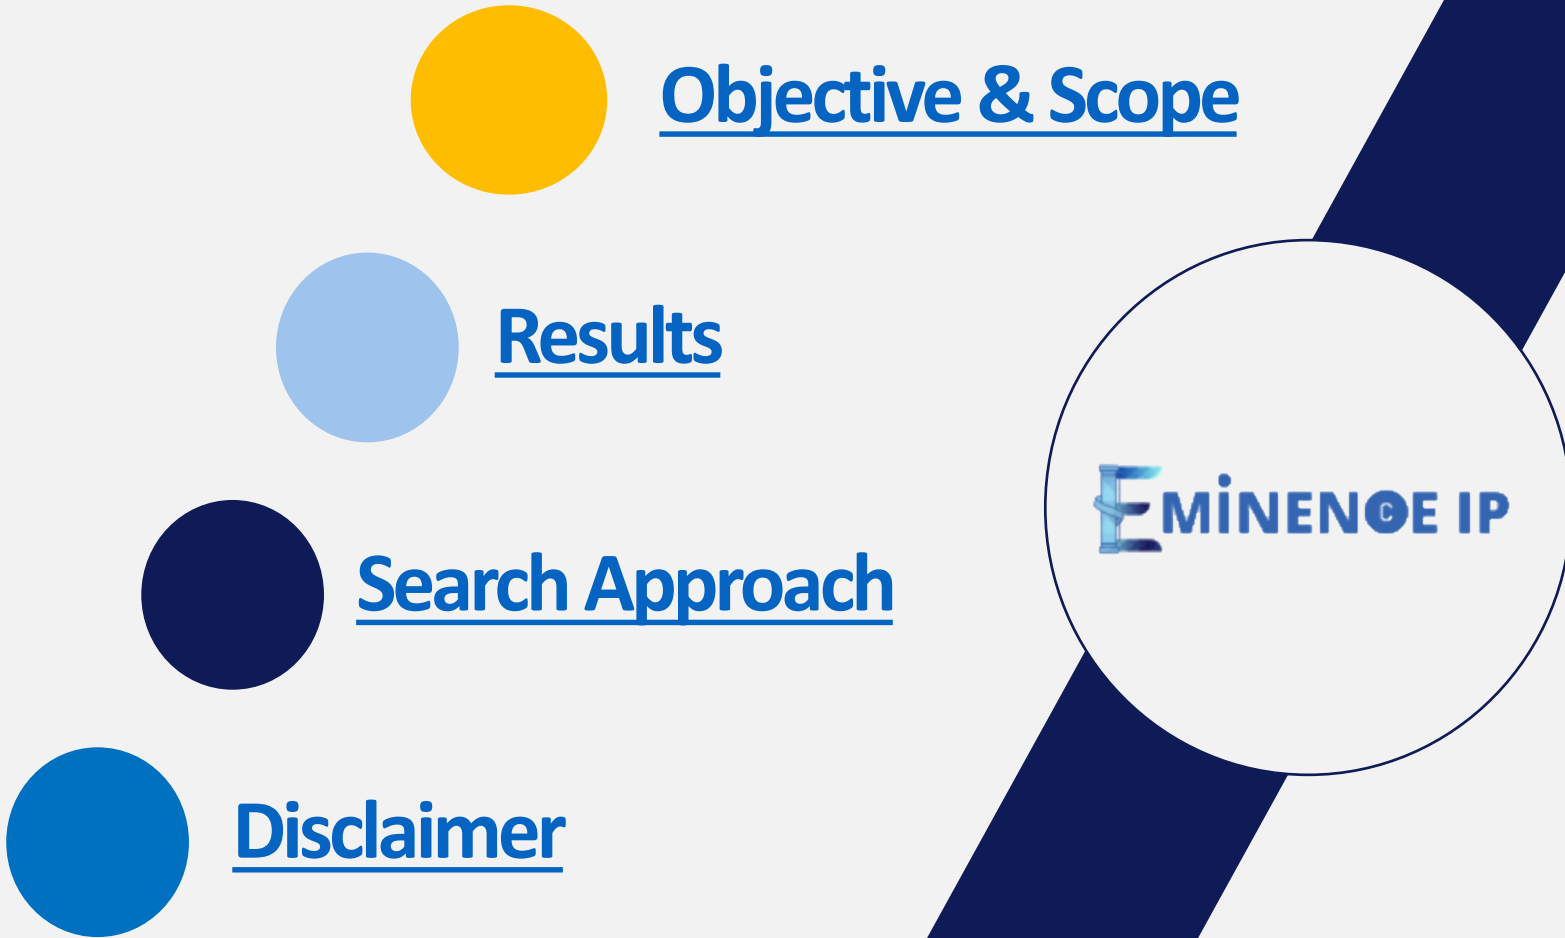 Objective & Scope
Results
EMINENCE IP
Search Approach
Disclaimer